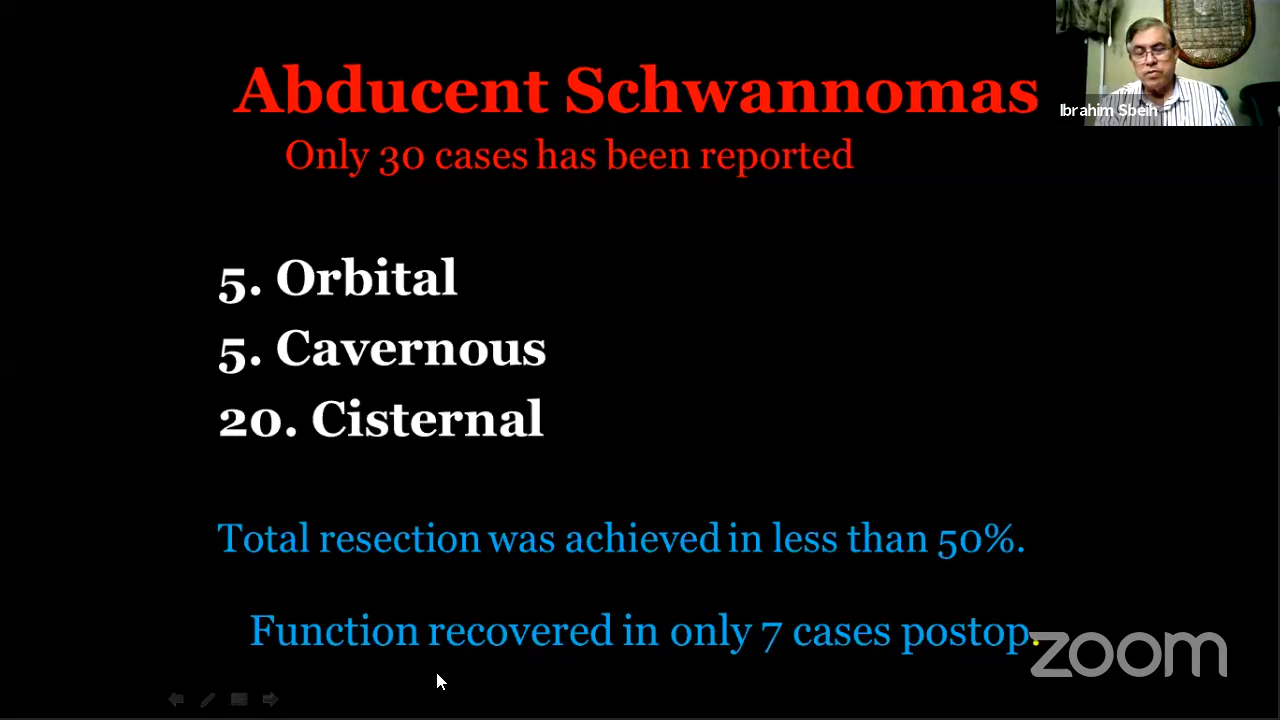 Abducent Schwannomas
Ibrahim Sbeih
Only 30 cases has been reported
5. Orbital
5. Cavernous
20. Cisternal
Total resection was achieved in less than 50%.
Function recovered in only 7 cases postop.
zoom